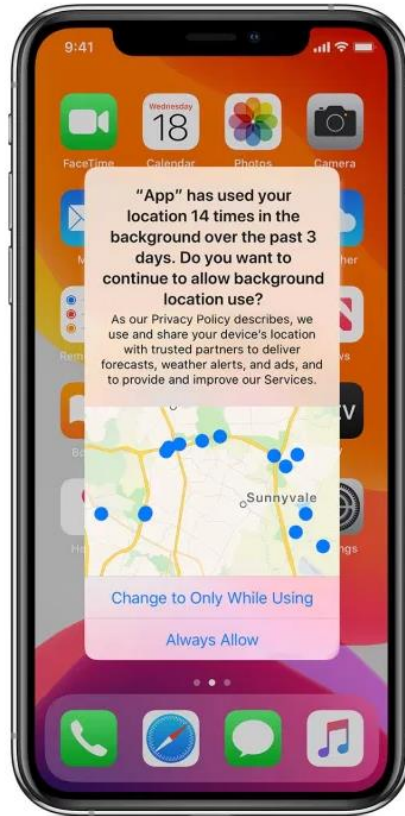 9:41
Wednesday
18
FaceTime
Calendar
Photos
Camera
“App” has used your
location 14 times in the
background over the past 3
days. Do you want to
continue to allow background
location use?
As our Privacy Policy describes, we
use and share your device's location
with trusted partners to deliver
forecasts, weather alerts, and ads, and
to provide and improve our Services.
Sunnyvale
Change to Only While Using
Always Allow